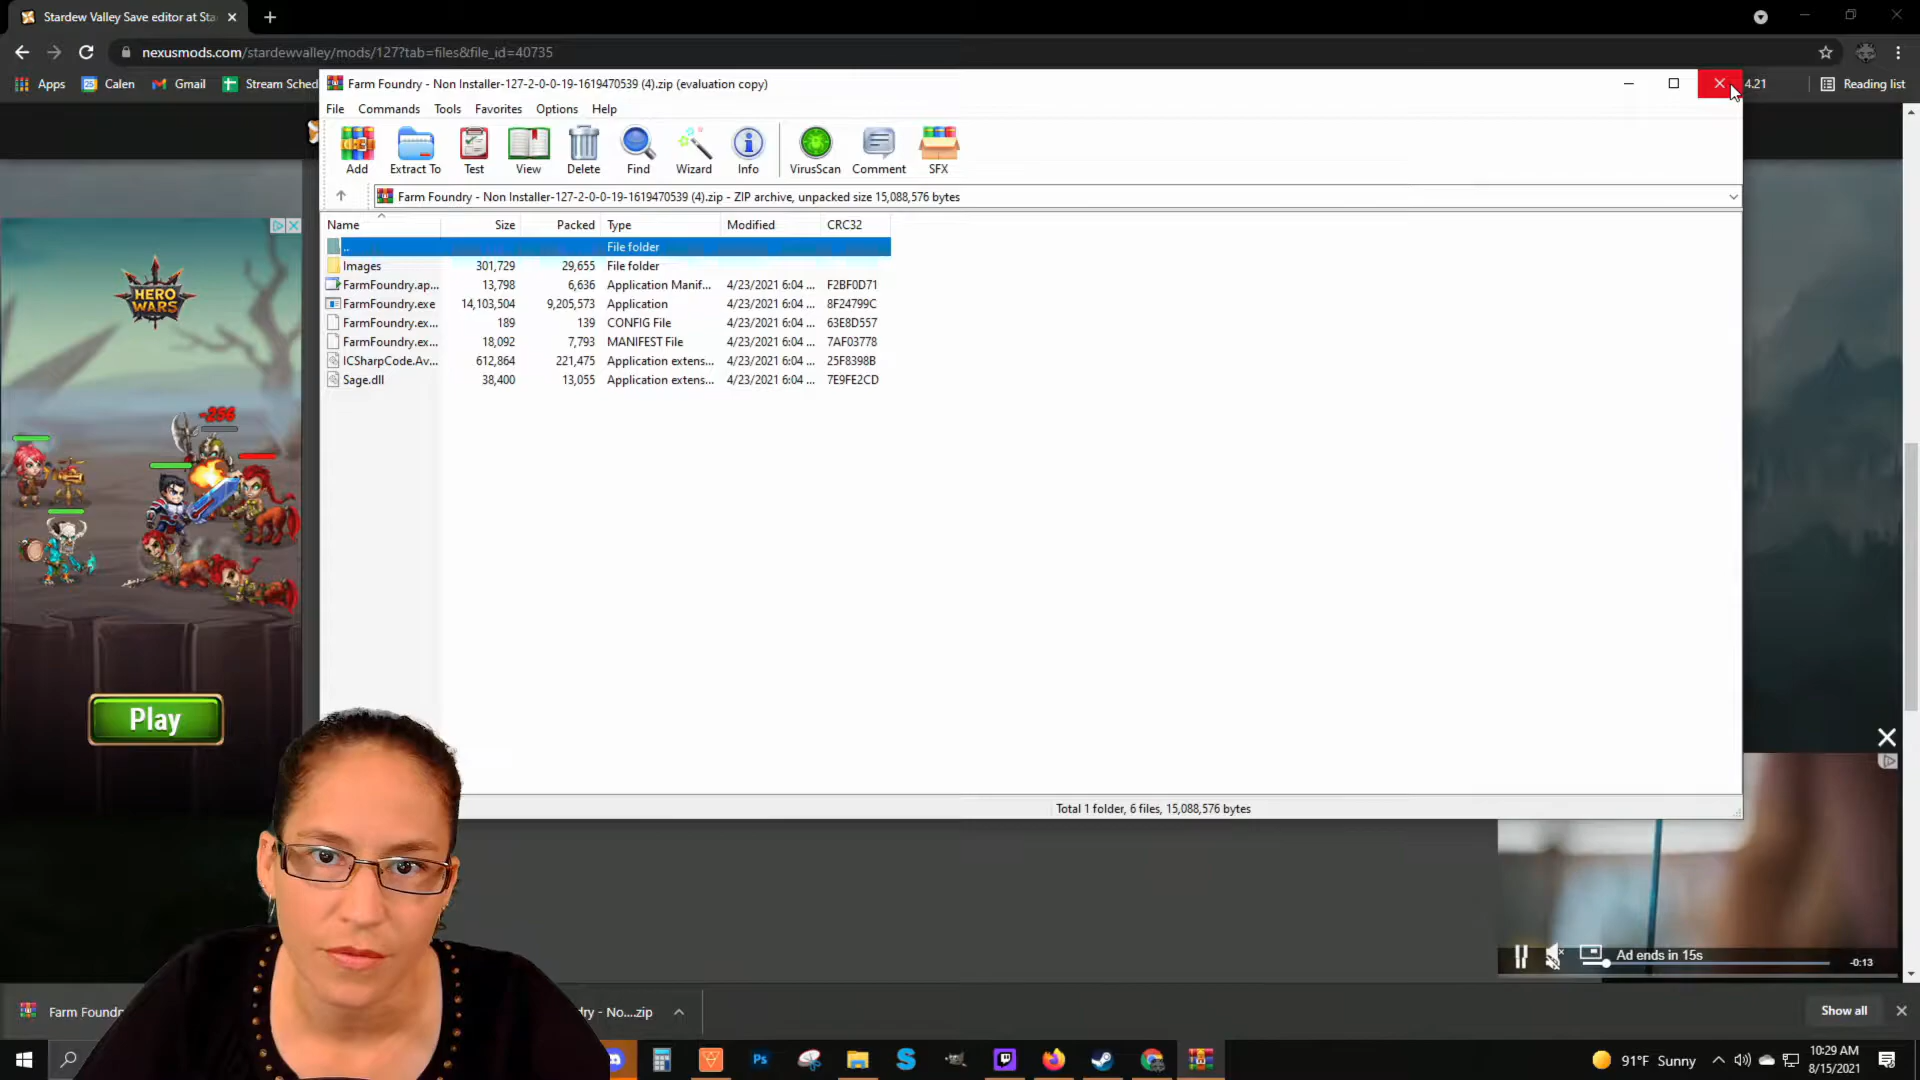 Stardew Valley Save editor at Sta
nexusmods.com/stardewvalley/mods/127?tab=files&file_id=40735
Apps
Calen
Gmail
Stream Sched
4.21
Reading list
Farm Foundry - Non Installer-127-2-0-0-19-1619470539 (4).zip (evaluation copy)
File Commands Tools Favorites Options Help
Add Extract To Test View Delete Find Wizard Info VirusScan Comment SFX
Farm Foundry - Non Installer-127-2-0-0-19-1619470539 (4).zip - ZIP archive, unpacked size 15,088,576 bytes
Name Size Packed Type Modified CRC32
.. File folder
Images 301,729 29,655 File folder
FarmFoundry.ap... 13,798 6,636 Application Manif... 4/23/2021 6:04 ... F2BF0D71
FarmFoundry.exe 14,103,504 9,205,573 Application 4/23/2021 6:04 ... 8F24799C
FarmFoundry.ex... 189 139 CONFIG File 4/23/2021 6:04 ... 63E8D557
FarmFoundry.ex... 18,092 7,793 MANIFEST File 4/23/2021 6:04 ... 7AF03778
ICSharpCode.Av... 612,864 221,475 Application extens... 4/23/2021 6:04 ... 25F8398B
Sage.dll 38,400 13,055 Application extens... 4/23/2021 6:04 ... 7E9FE2CD
HERO
WARS
-256
Play
Total 1 folder, 6 files, 15,088,576 bytes
Ad ends in 15s
-0:13
Farm Foundr
dry - No....zip
Show all
Ps
91°F Sunny
10:29 AM
8/15/2021